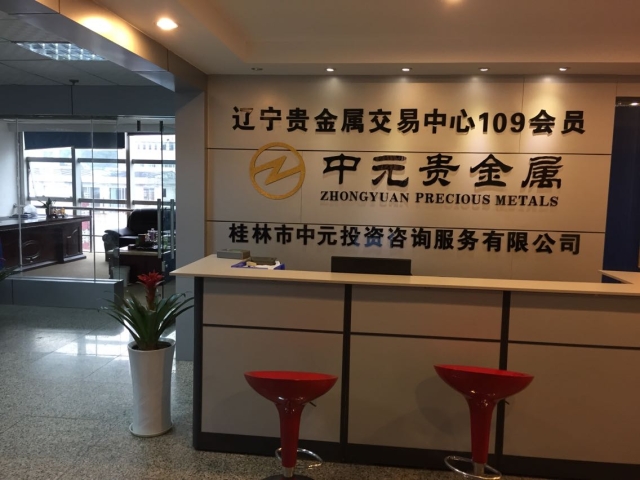 辽宁贵金属交易中心109会员
中元贵金属
ZHONGYUAN PRECIOUS METALS
桂林市中元投资咨询服务有限公司